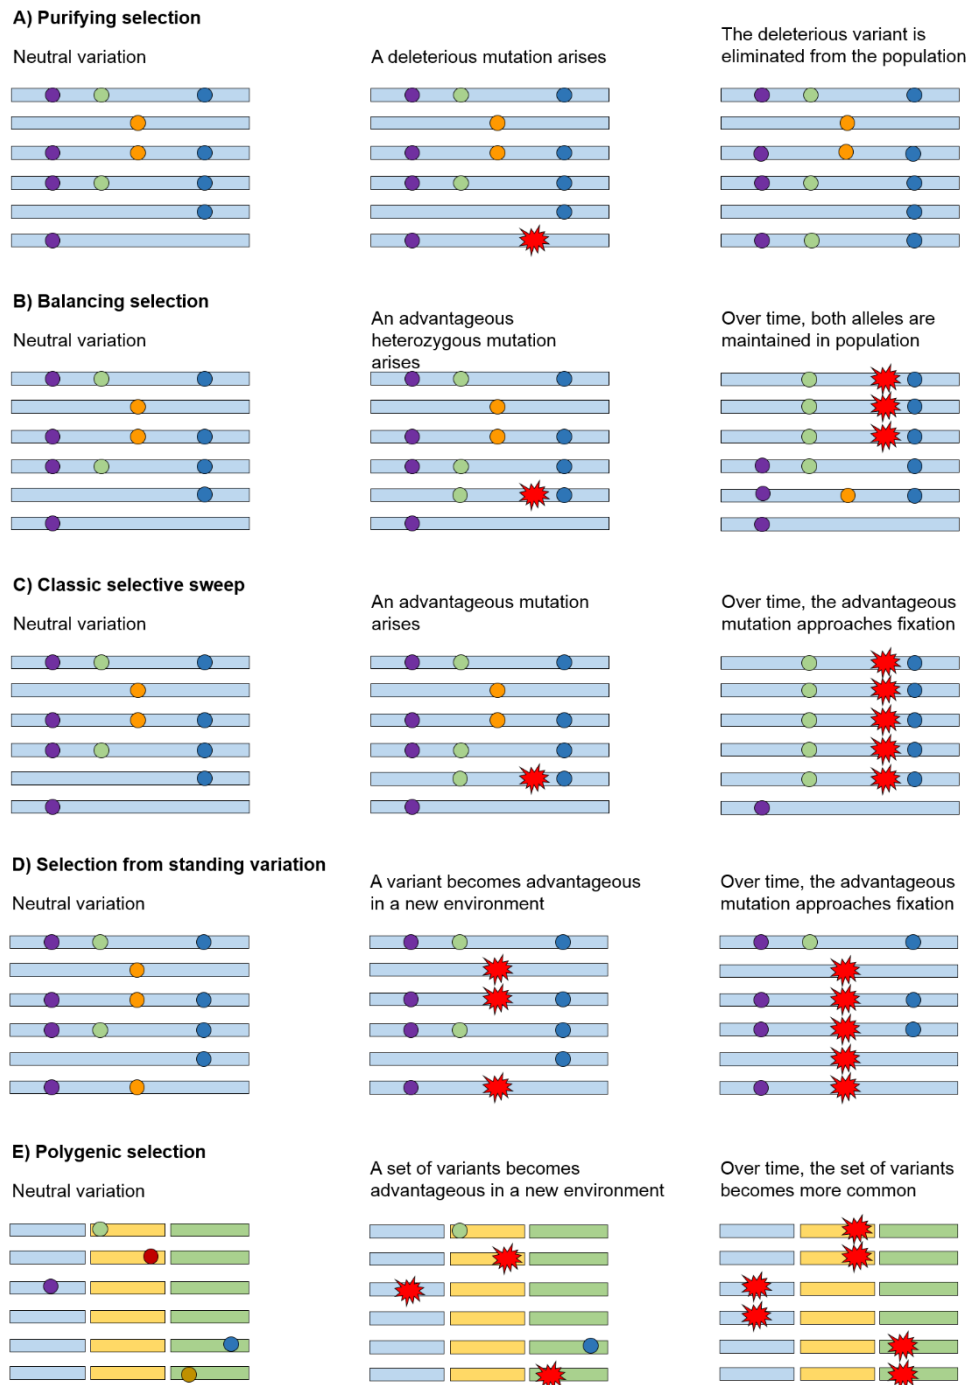 A) Purifying selection
Neutral variation
A deleterious mutation arises
The deleterious variant is
eliminated from the population
B) Balancing selection
Neutral variation
An advantageous
heterozygous mutation
arises
Over time, both alleles are
maintained in population
C) Classic selective sweep
Neutral variation
An advantageous mutation
arises
Over time, the advantageous
mutation approaches fixation
D) Selection from standing variation
Neutral variation
A variant becomes advantageous
in a new environment
Over time, the advantageous
mutation approaches fixation
E) Polygenic selection
Neutral variation
A set of variants becomes
advantageous in a new environment
Over time, the set of variants
becomes more common